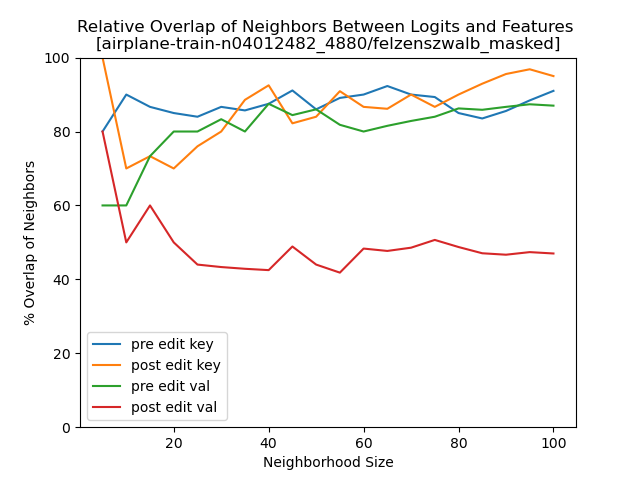 Relative Overlap of Neighbors Between Logits and Features
[airplane-train-n04012482_4880/felzenszwalb_masked]
100
80
60
40
20
0
% Overlap of Neighbors
pre edit key
post edit key
pre edit val
post edit val
20
40
60
80
100
Neighborhood Size